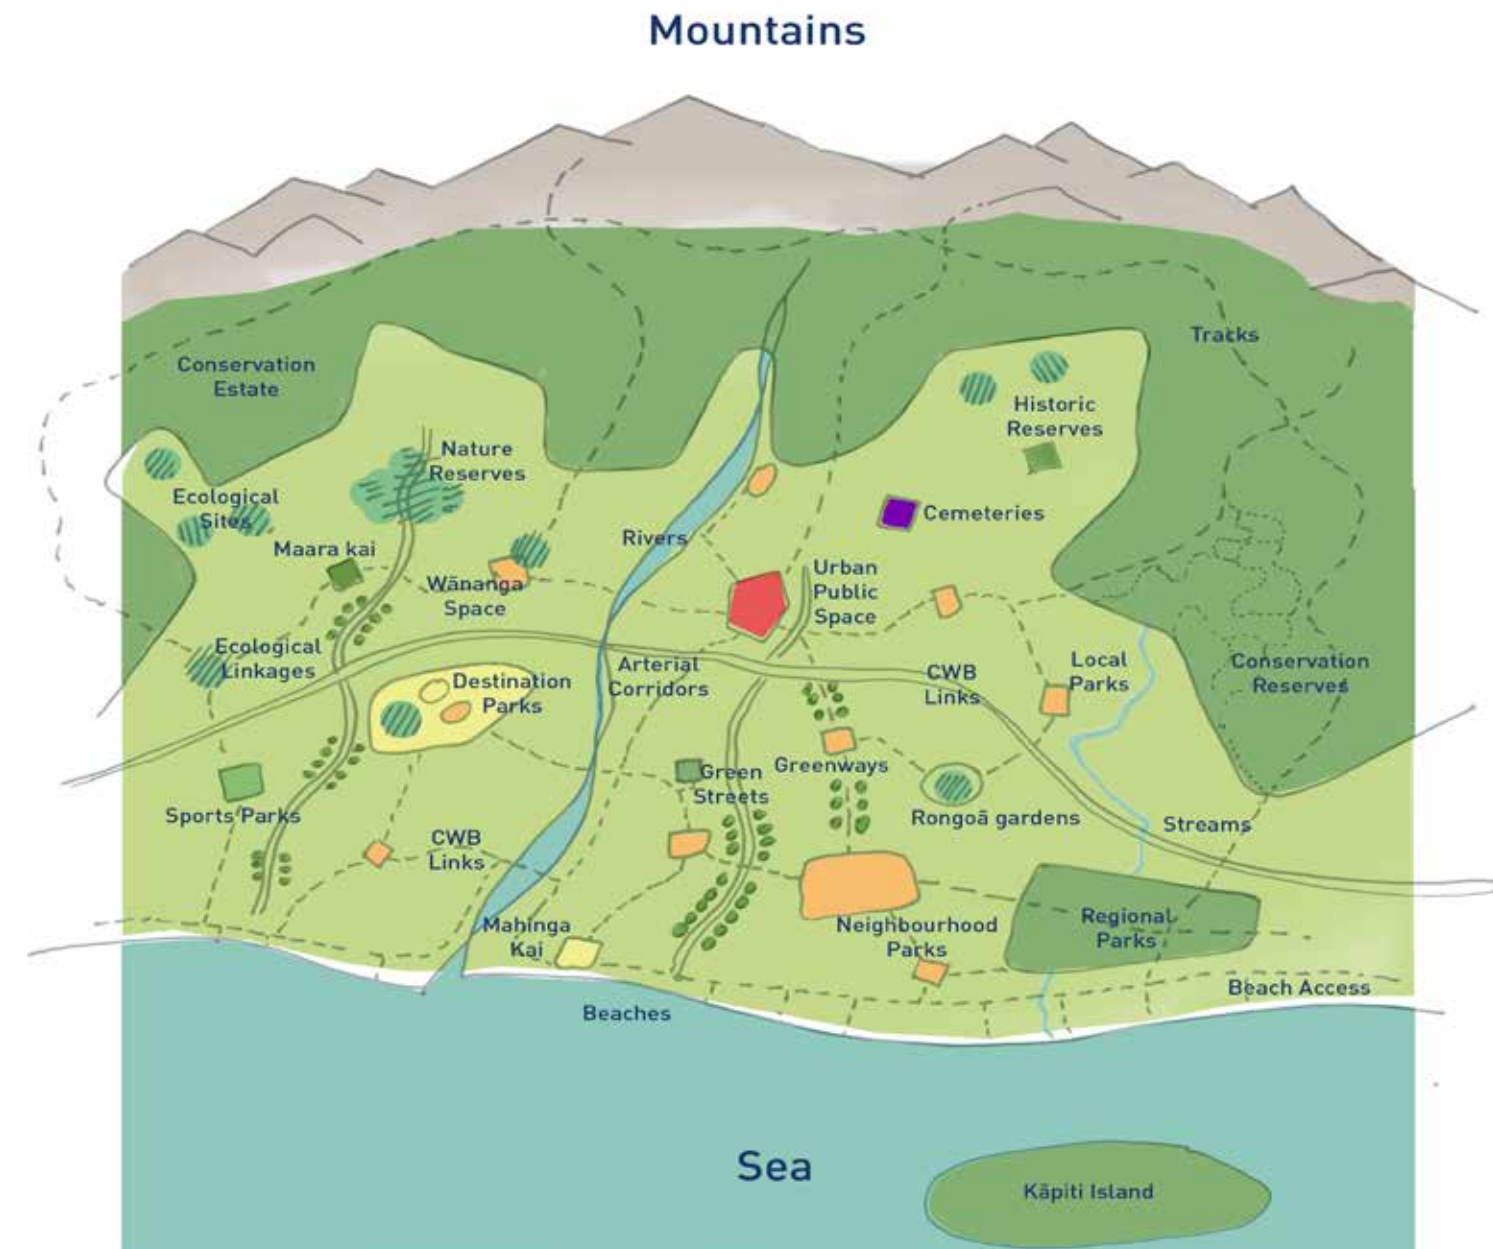 Mountains
Tracks
Conservation
Estate
Historic
Reserves
Nature
Reserves
Ecological
Sites
Cemeteries
Rivers
Maara kai
Wānanga
Space
Urban
Public
Space
Ecological
Linkages
Arterial
Corridors
CWB
Links
Local
Parks
Conservation
Reserves
Destination
Parks
Green
Streets
Greenways
Sports Parks
Rongoā gardens
Streams
CWB
Links
Mahinga
Kai
Neighbourhood
Parks
Regional
Parks
Beach Access
Beaches
Sea
Kāpiti Island